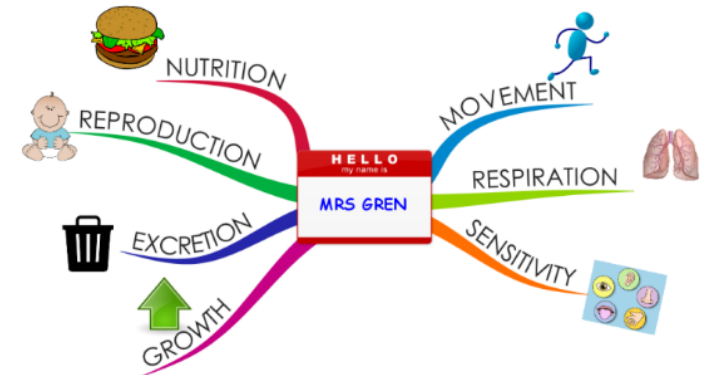 NUTRITION
MOVEMENT
REPRODUCTION
HELLO
my name is
RESPIRATION
MRS GREN
EXCRETION
SENSITIVITY
GROWTH